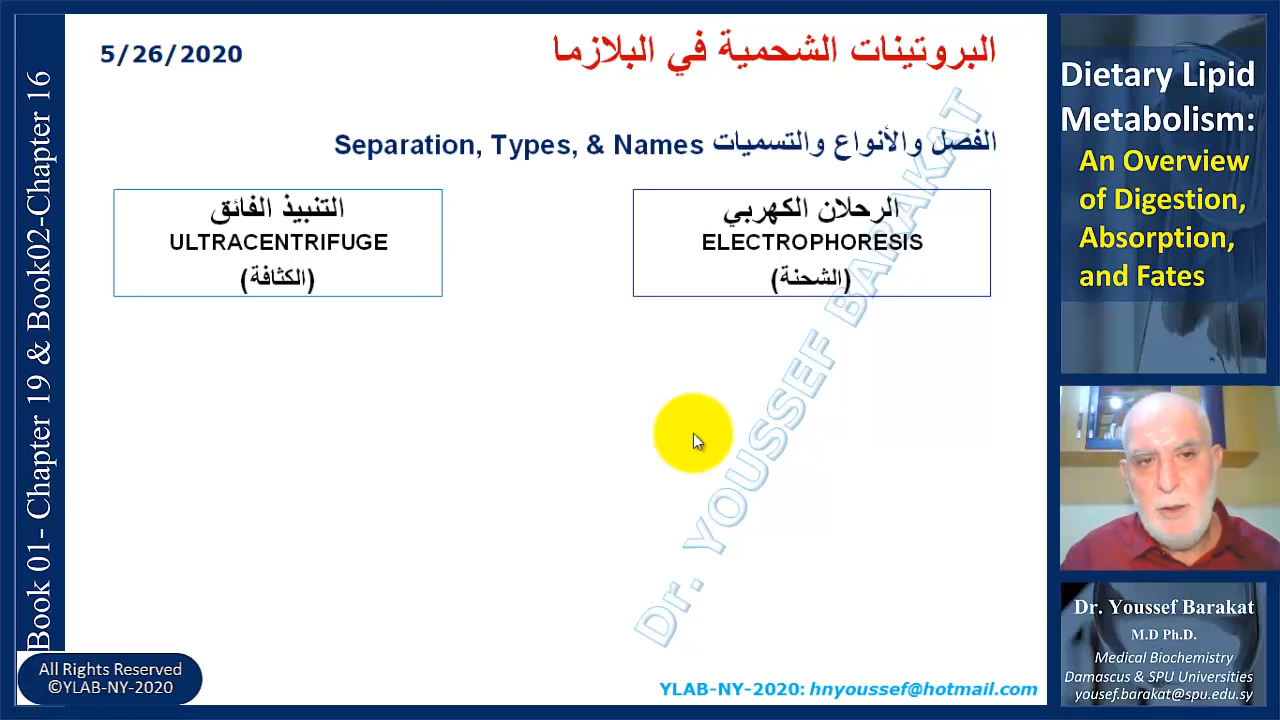 Book 01- Chapter 19 & Book02-Chapter 16
5/26/2020
البروتينات الشحمية في البلازما
الفصل والأنواع والتسميات Separation, Types, & Names
التنبيذ الفائق
ULTRACENTRIFUGE
(الكثافة)
الرحلان الكهربي
ELECTROPHORESIS
(الشحنة)
Dr. YOUSSEF BARAKAT
All Rights Reserved
©YLAB-NY-2020
YLAB-NY-2020: hnyoussef@hotmail.com
Dietary Lipid
Metabolism:
An Overview
of Digestion,
Absorption,
and Fates
Dr. Youssef Barakat
M.D Ph.D.
Medical Biochemistry
Damascus & SPU Universities
yousef.barakat@spu.edu.sy